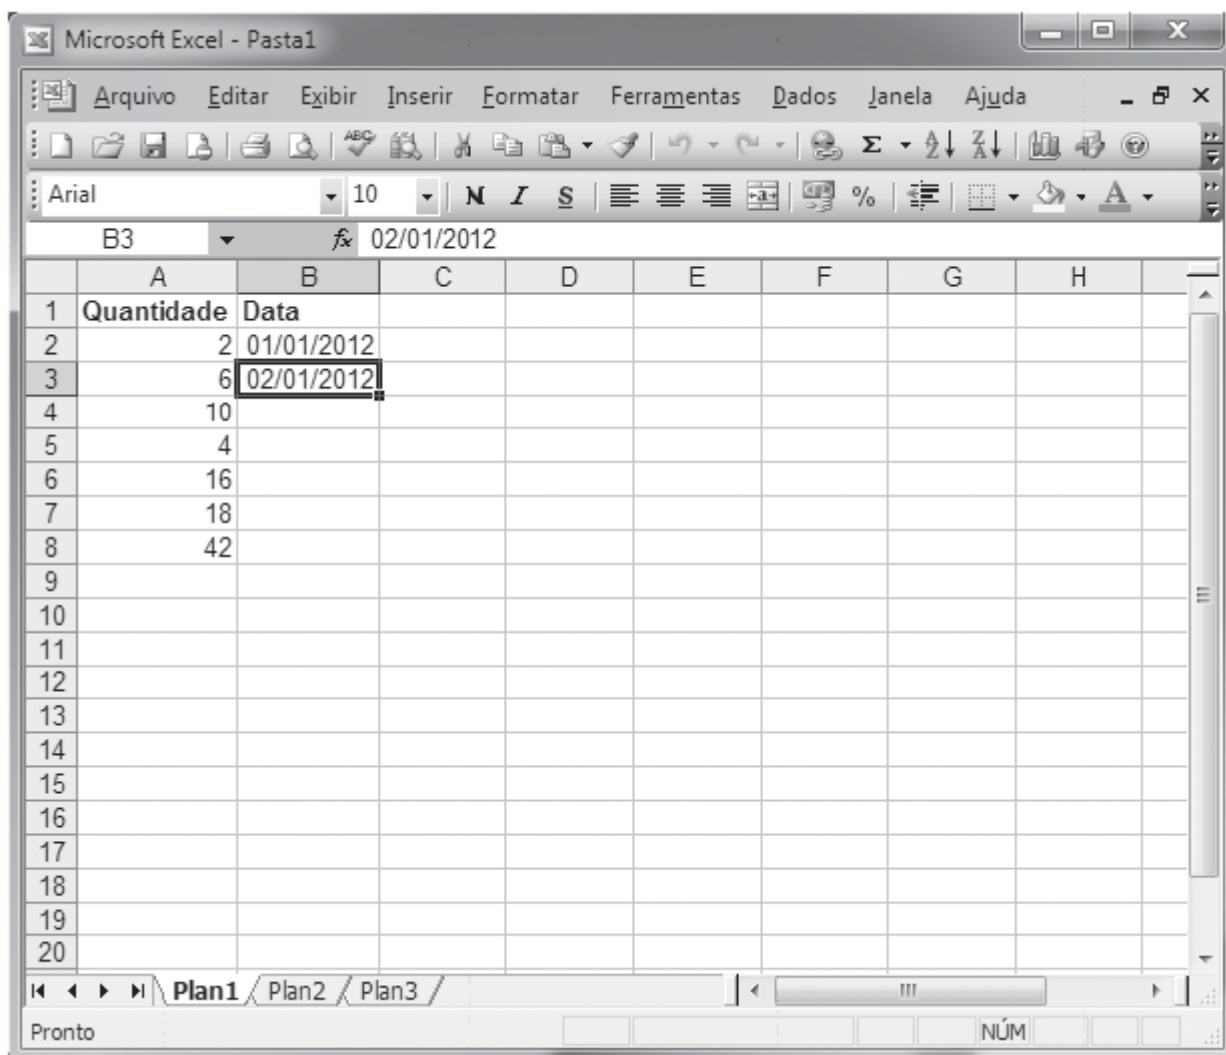 Microsoft Excel - Pasta1
Arquivo Editar Exibir Inserir Formatar Ferramentas Dados Janela Ajuda
ABC Σ A Z Z A
Arial 10 N I S a % A
B3 fx 02/01/2012
A B C D E F G H
1 Quantidade Data
2 2 01/01/2012
3 6 02/01/2012
4 10
5 4
6 16
7 18
8 42
9
10
11
12
13
14
15
16
17
18
19
20
Plan1 Plan2 Plan3
Pronto NÚM